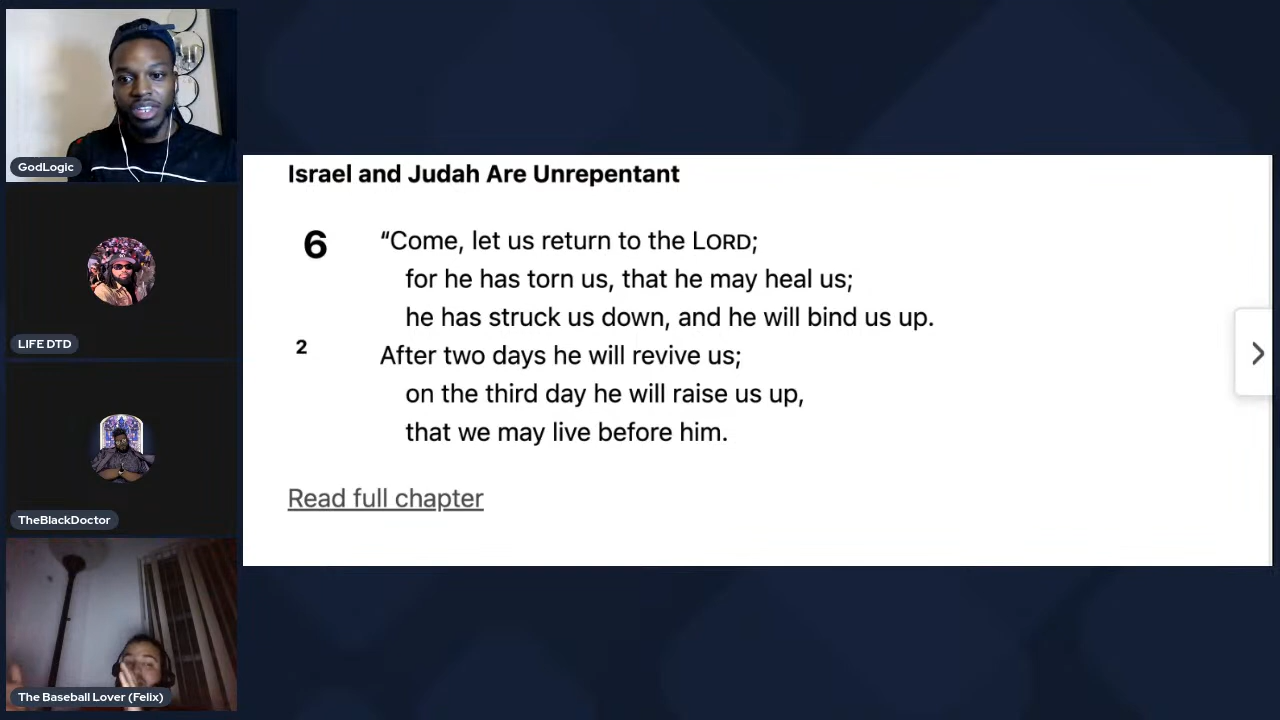 GodLogic
LIFE DTD
TheBlackDoctor
The Baseball Lover (Felix)
Israel and Judah Are Unrepentant
6 “Come, let us return to the LORD;
for he has torn us, that he may heal us;
he has struck us down, and he will bind us up.
2 After two days he will revive us;
on the third day he will raise us up,
that we may live before him.
Read full chapter